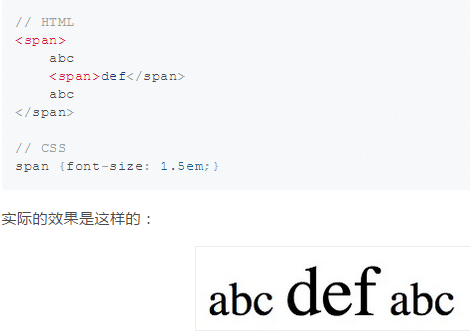 // HTML
<span>
abc
<span>def</span>
abc
</span>
// CSS
span {font-size: 1.5em;}
实际的效果是这样的：
abc def abc